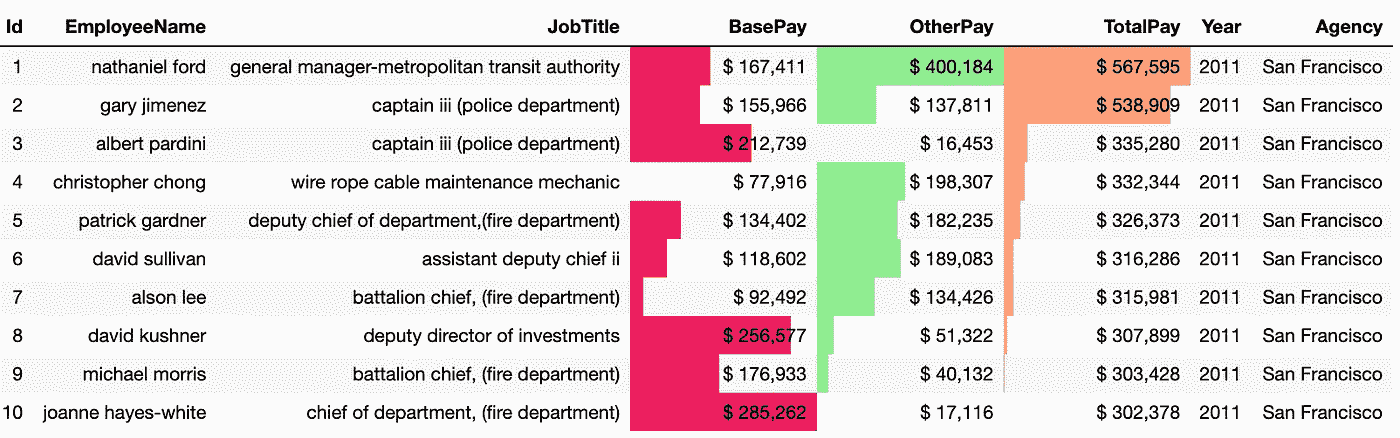 Id EmployeeName JobTitle BasePay OtherPay TotalPay Year Agency
1 nathaniel ford general manager-metropolitan transit authority $ 167,411 $ 400,184 $ 567,595 2011 San Francisco
2 gary jimenez captain iii (police department) $ 155,966 $ 137,811 $ 538,909 2011 San Francisco
3 albert pardini captain iii (police department) $ 212,739 $ 16,453 $ 335,280 2011 San Francisco
4 christopher chong wire rope cable maintenance mechanic $ 77,916 $ 198,307 $ 332,344 2011 San Francisco
5 patrick gardner deputy chief of department,(fire department) $ 134,402 $ 182,235 $ 326,373 2011 San Francisco
6 david sullivan assistant deputy chief ii $ 118,602 $ 189,083 $ 316,286 2011 San Francisco
7 alson lee battalion chief, (fire department) $ 92,492 $ 134,426 $ 315,981 2011 San Francisco
8 david kushner deputy director of investments $ 256,577 $ 51,322 $ 307,899 2011 San Francisco
9 michael morris battalion chief, (fire department) $ 176,933 $ 40,132 $ 303,428 2011 San Francisco
10 joanne hayes-white chief of department, (fire department) $ 285,262 $ 17,116 $ 302,378 2011 San Francisco